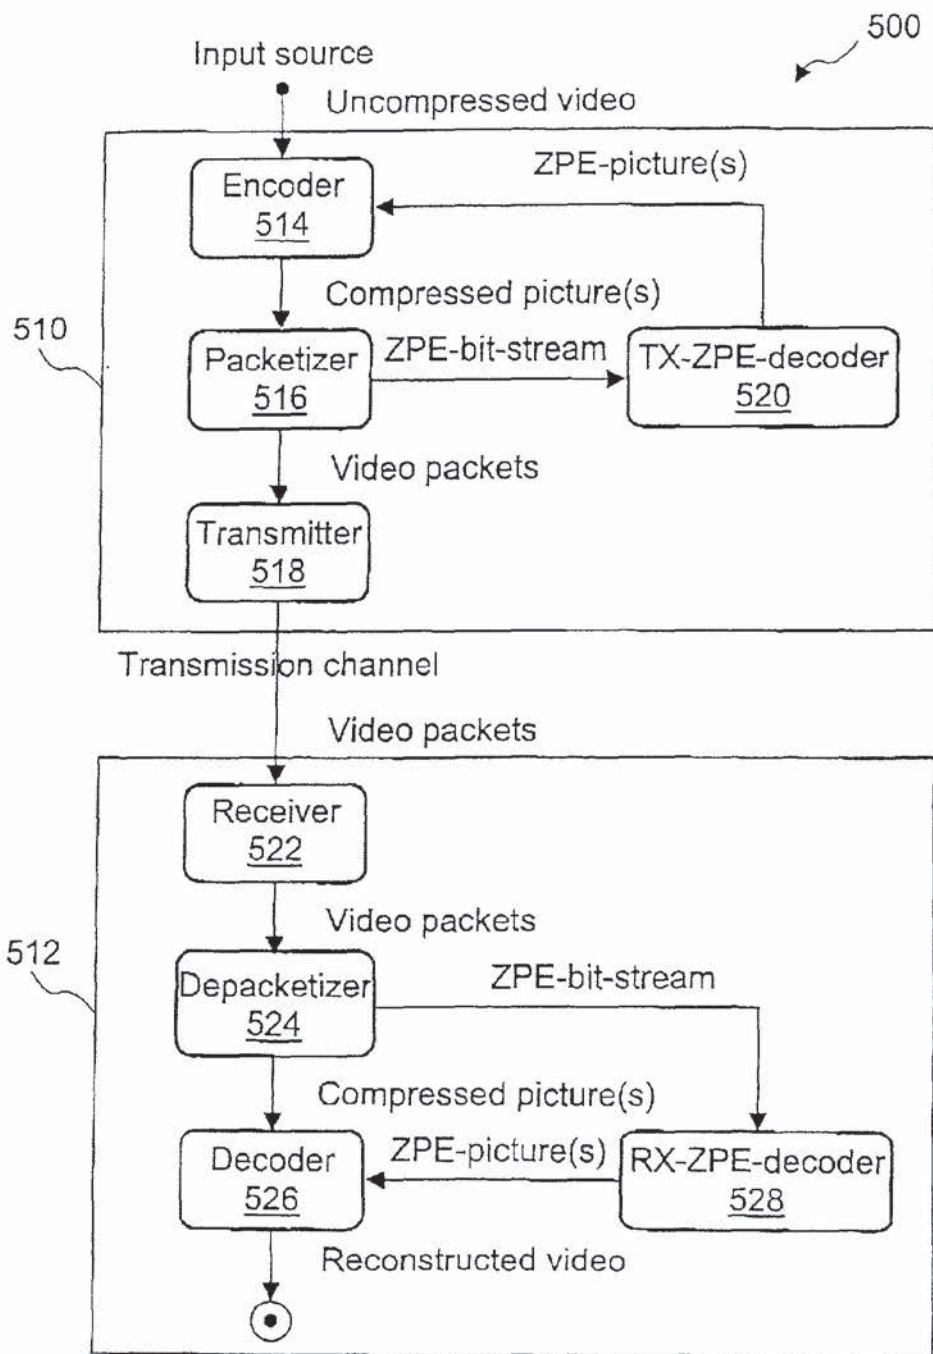 500
Input source
Uncompressed video
ZPE-picture(s)
Encoder
514
Compressed picture(s)
510
Packetizer
516
ZPE-bit-stream
TX-ZPE-decoder
520
Video packets
Transmitter
518
Transmission channel
Video packets
Receiver
522
Video packets
512
Depacketizer
524
ZPE-bit-stream
Compressed picture(s)
Decoder
526
ZPE-picture(s)
RX-ZPE-decoder
528
Reconstructed video